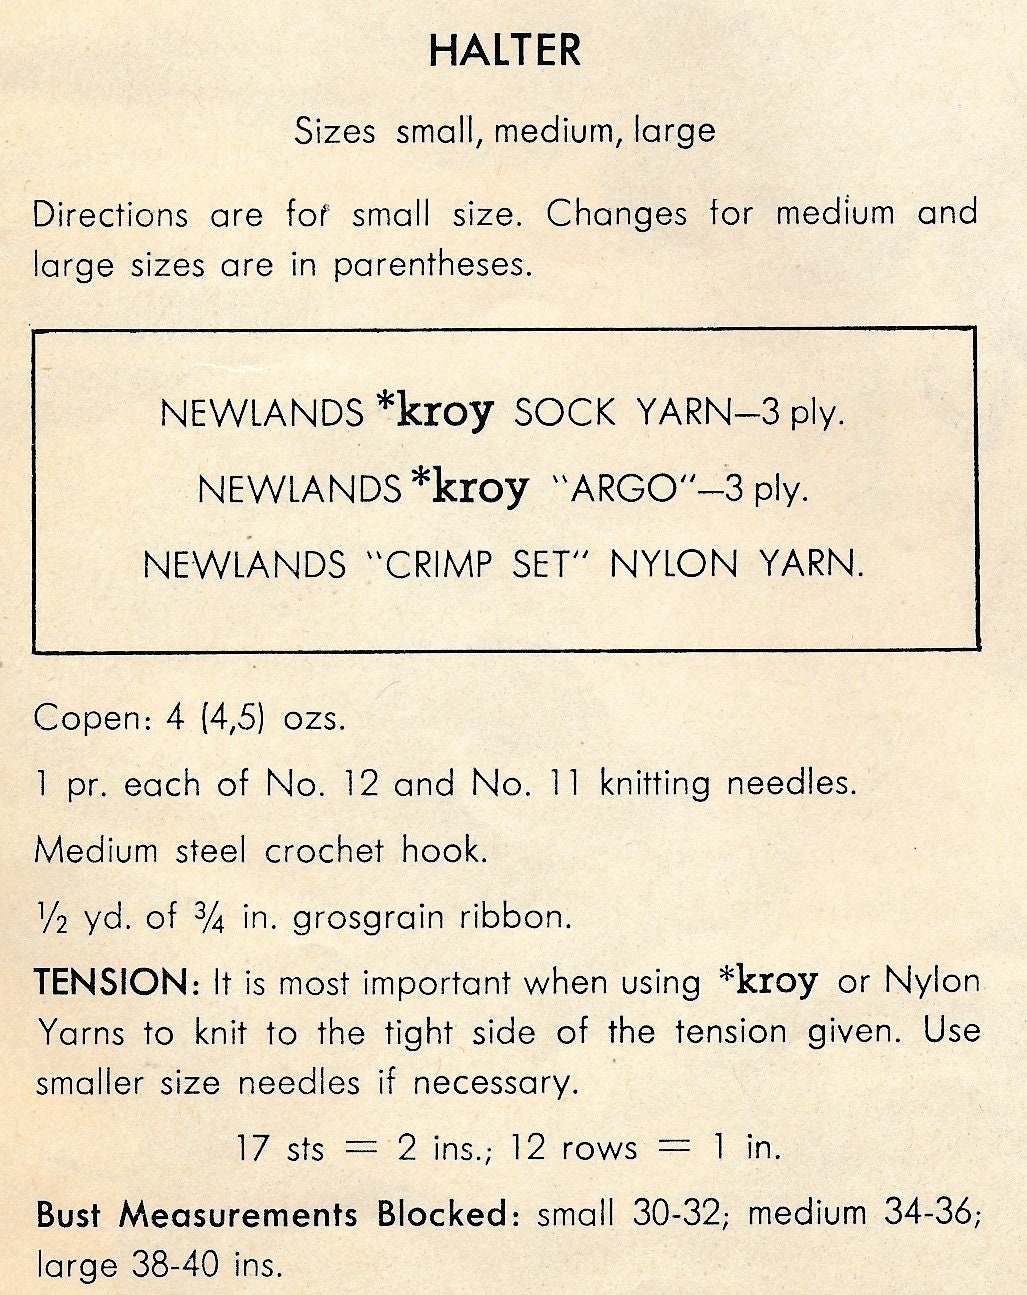 HALTER
Sizes small, medium, large
Directions are for small size. Changes for medium and
large sizes are in parentheses.
NEWLANDS *kroy SOCK YARN—3 ply.
NEWLANDS *kroy "ARGO"—3 ply.
NEWLANDS "CRIMP SET" NYLON YARN.
Copen: 4 (4,5) ozs.
1 pr. each of No. 12 and No. 11 knitting needles.
Medium steel crochet hook.
½ yd. of ¾ in. grosgrain ribbon.
TENSION: It is most important when using *kroy or Nylon
Yarns to knit to the tight side of the tension given. Use
smaller size needles if necessary.
17 sts = 2 ins.; 12 rows = 1 in.
Bust Measurements Blocked: small 30-32; medium 34-36;
large 38-40 ins.